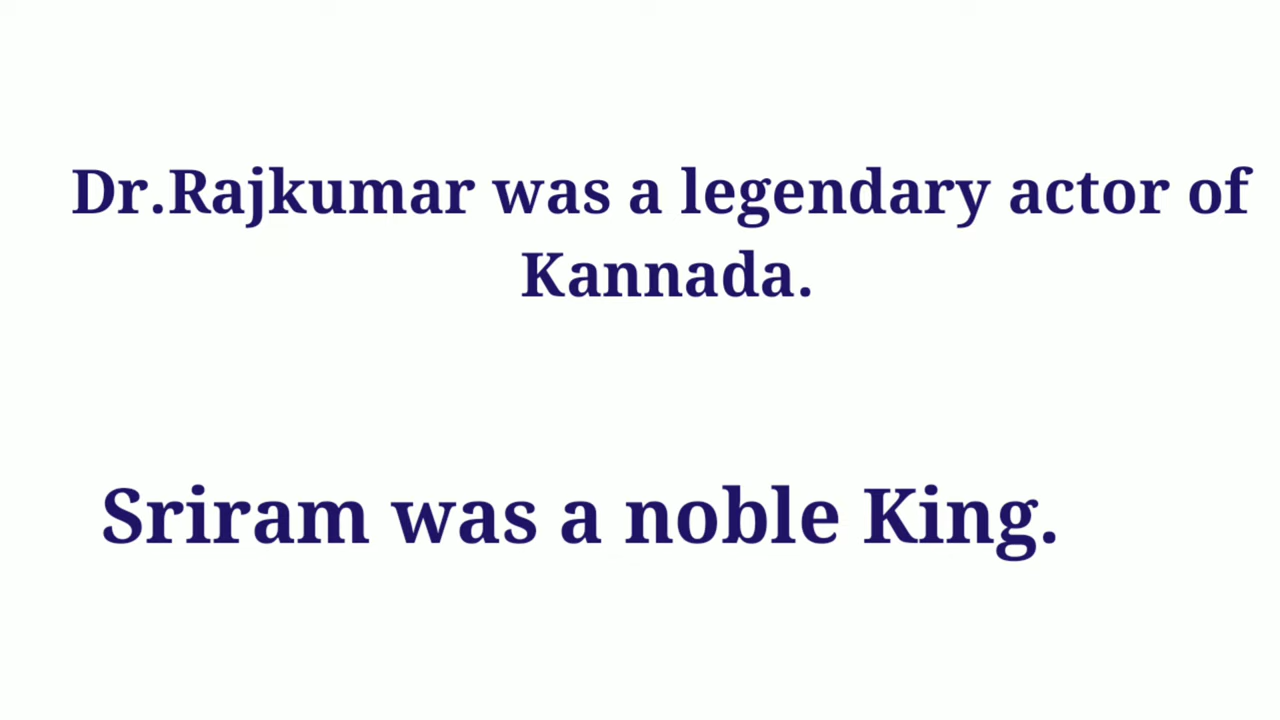 Dr.Rajkumar was a legendary actor of
Kannada.
Sriram was a noble King.